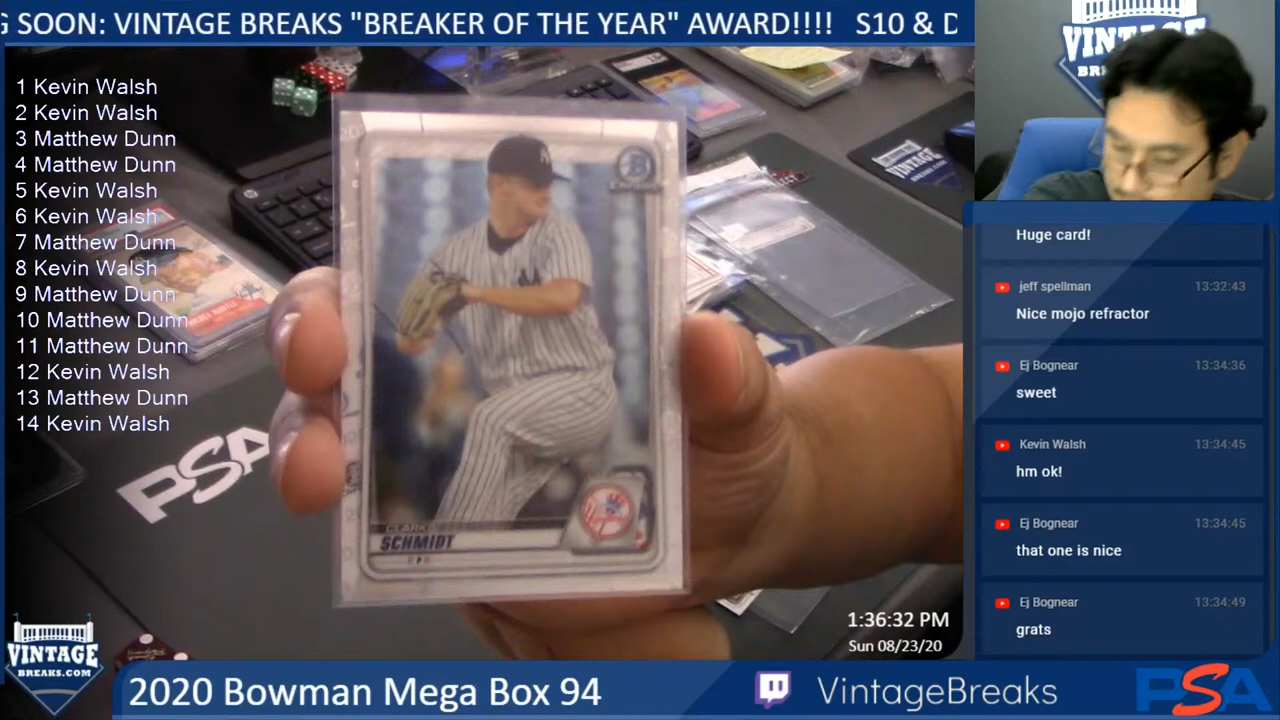 G SOON: VINTAGE BREAKS "BREAKER OF THE YEAR" AWARD!!!! S10 & D
1 Kevin Walsh
2 Kevin Walsh
3 Matthew Dunn
4 Matthew Dunn
5 Kevin Walsh
6 Kevin Walsh
7 Matthew Dunn
8 Kevin Walsh
9 Matthew Dunn
10 Matthew Dunn
11 Matthew Dunn
12 Kevin Walsh
13 Matthew Dunn
14 Kevin Walsh
PSA
VINTAGE
CLARKE
SCHMIDT
VINTAGE
Huge card!
jeff spellman 13:32:43
Nice mojo refractor
Ej Bognear 13:34:36
sweet
Kevin Walsh 13:34:45
hm ok!
Ej Bognear 13:34:45
that one is nice
Ej Bognear 13:34:49
grats
1:36:32 PM
Sun 08/23/20
VINTAGE
BREAKS.COM
2020 Bowman Mega Box 94
VintageBreaks
PSA